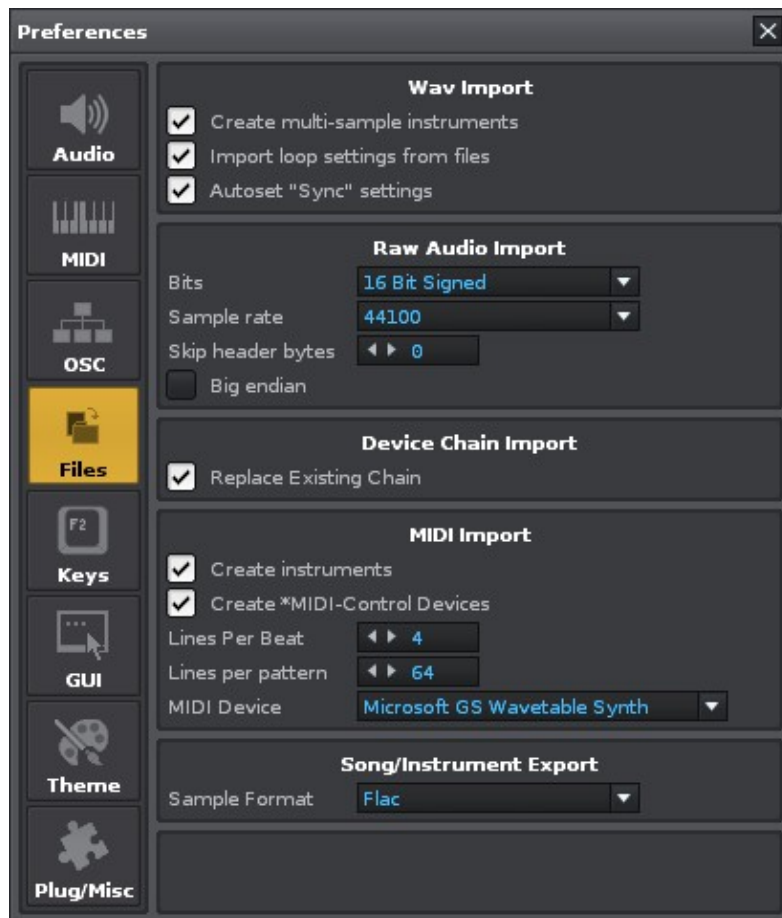 Preferences
Audio
MIDI
OSC
Files
F2
Keys
GUI
Theme
Plug/Misc
Wav Import
Create multi-sample instruments
Import loop settings from files
Autoset "Sync" settings
Raw Audio Import
Bits 16 Bit Signed
Sample rate 44100
Skip header bytes 0
Big endian
Device Chain Import
Replace Existing Chain
MIDI Import
Create instruments
Create *MIDI-Control Devices
Lines Per Beat 4
Lines per pattern 64
MIDI Device Microsoft GS Wavetable Synth
Song/Instrument Export
Sample Format Flac